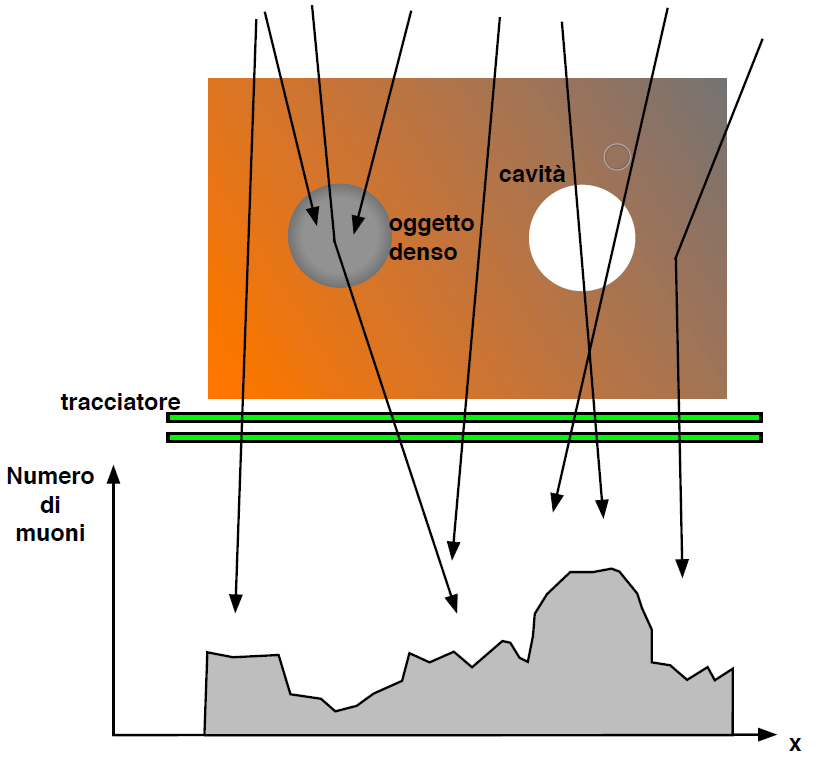 cavità
oggetto
denso
tracciatore
Numero
di
muoni
x